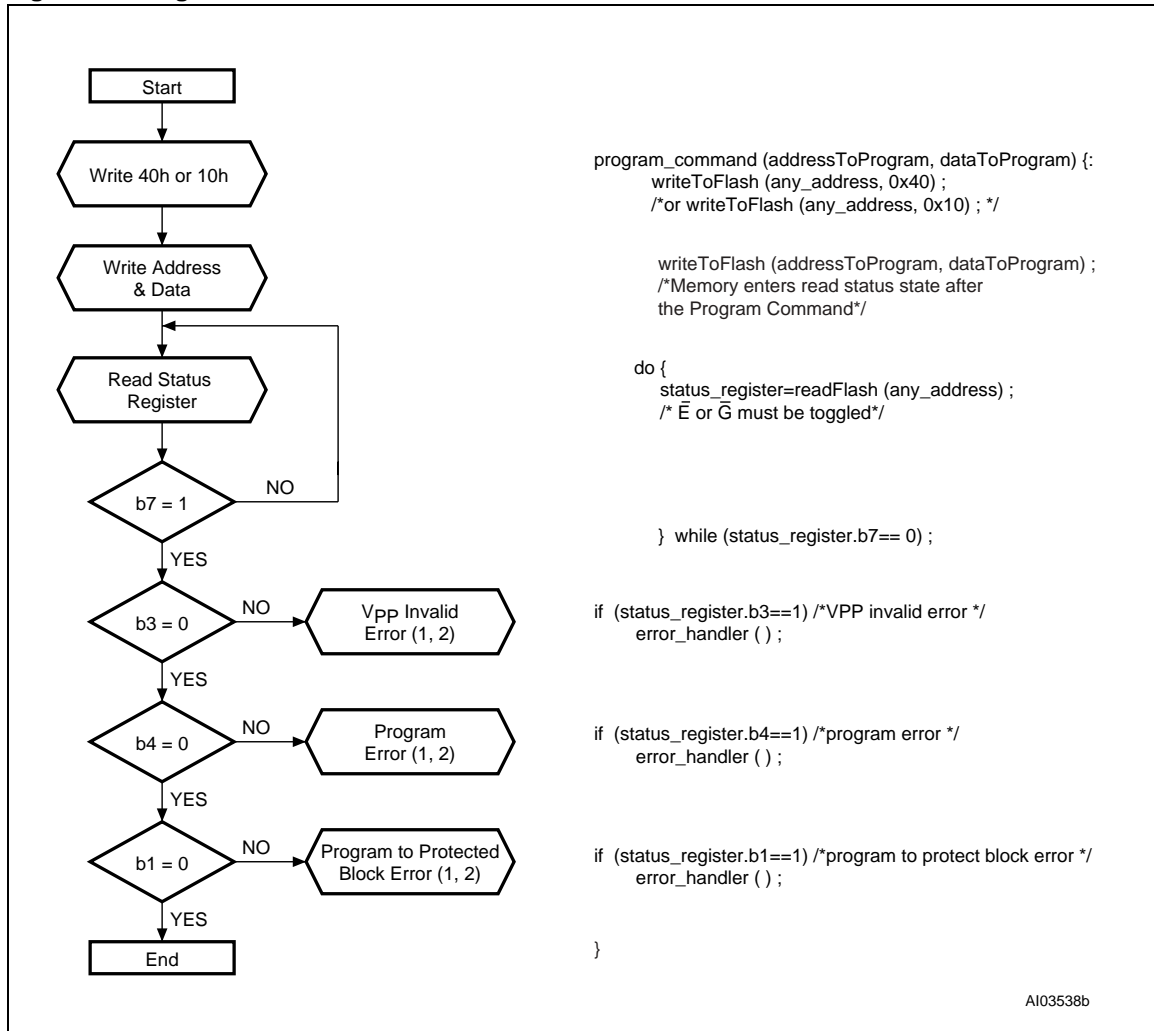 Start
Write 40h or 10h
Write Address
& Data
Read Status
Register
b7 = 1
NO
YES
b3 = 0
NO
VPP Invalid
Error (1, 2)
YES
b4 = 0
NO
Program
Error (1, 2)
YES
b1 = 0
NO
Program to Protected
Block Error (1, 2)
YES
End
program_command (addressToProgram, dataToProgram) {:
writeToFlash (any_address, 0x40) ;
/*or writeToFlash (any_address, 0x10) ; */
writeToFlash (addressToProgram, dataToProgram) ;
/*Memory enters read status state after
the Program Command*/
do {
status_register=readFlash (any_address) ;
/* E̅ or G̅ must be toggled*/
} while (status_register.b7== 0) ;
if (status_register.b3==1) /*VPP invalid error */
error_handler ( ) ;
if (status_register.b4==1) /*program error */
error_handler ( ) ;
if (status_register.b1==1) /*program to protect block error */
error_handler ( ) ;
}
AI03538b